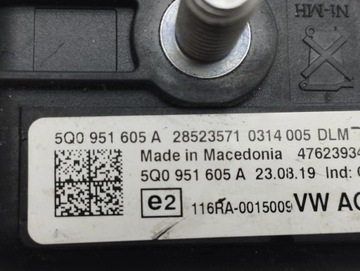 Ni-MH
5Q0 951 605 A 28523571 0314 005 DLM
Made in Macedonia 4762393
5Q0 951 605 A 23.08.19 Ind:
e2 116RA-0015009 VW AG